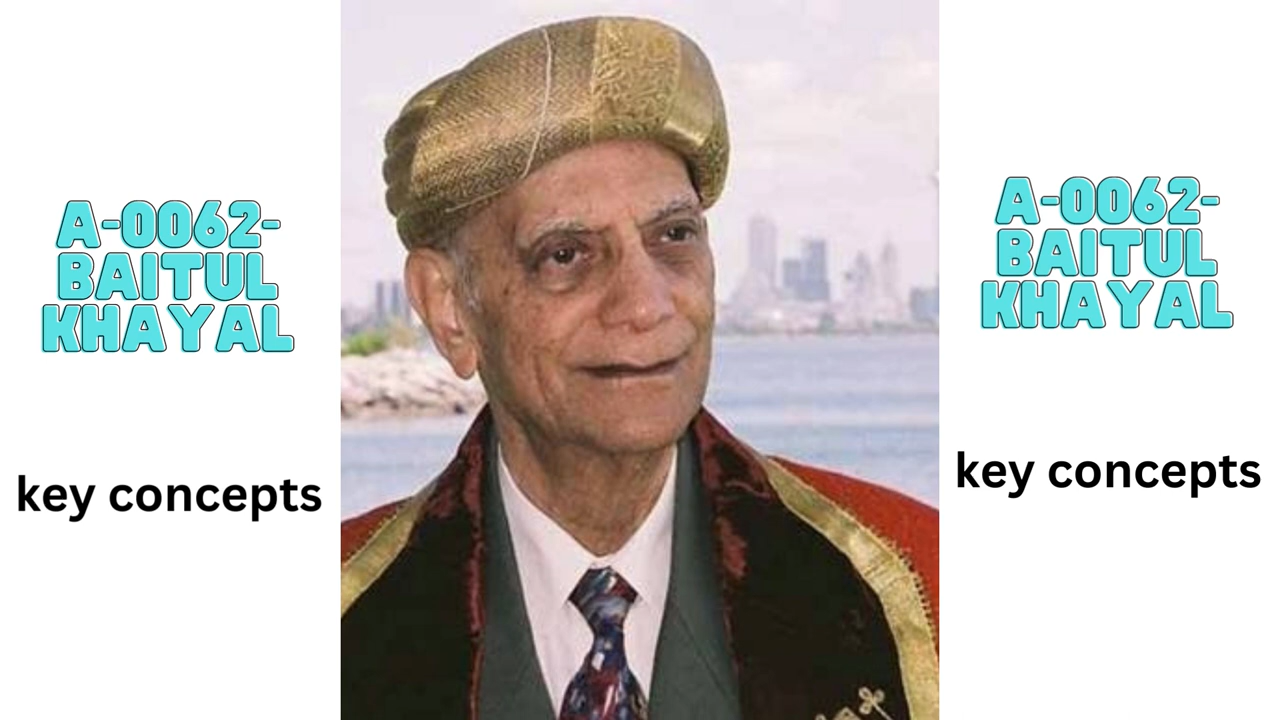 A-0062-
BAITUL
KHAYAL
key concepts
A-0062-
BAITUL
KHAYAL
key concepts